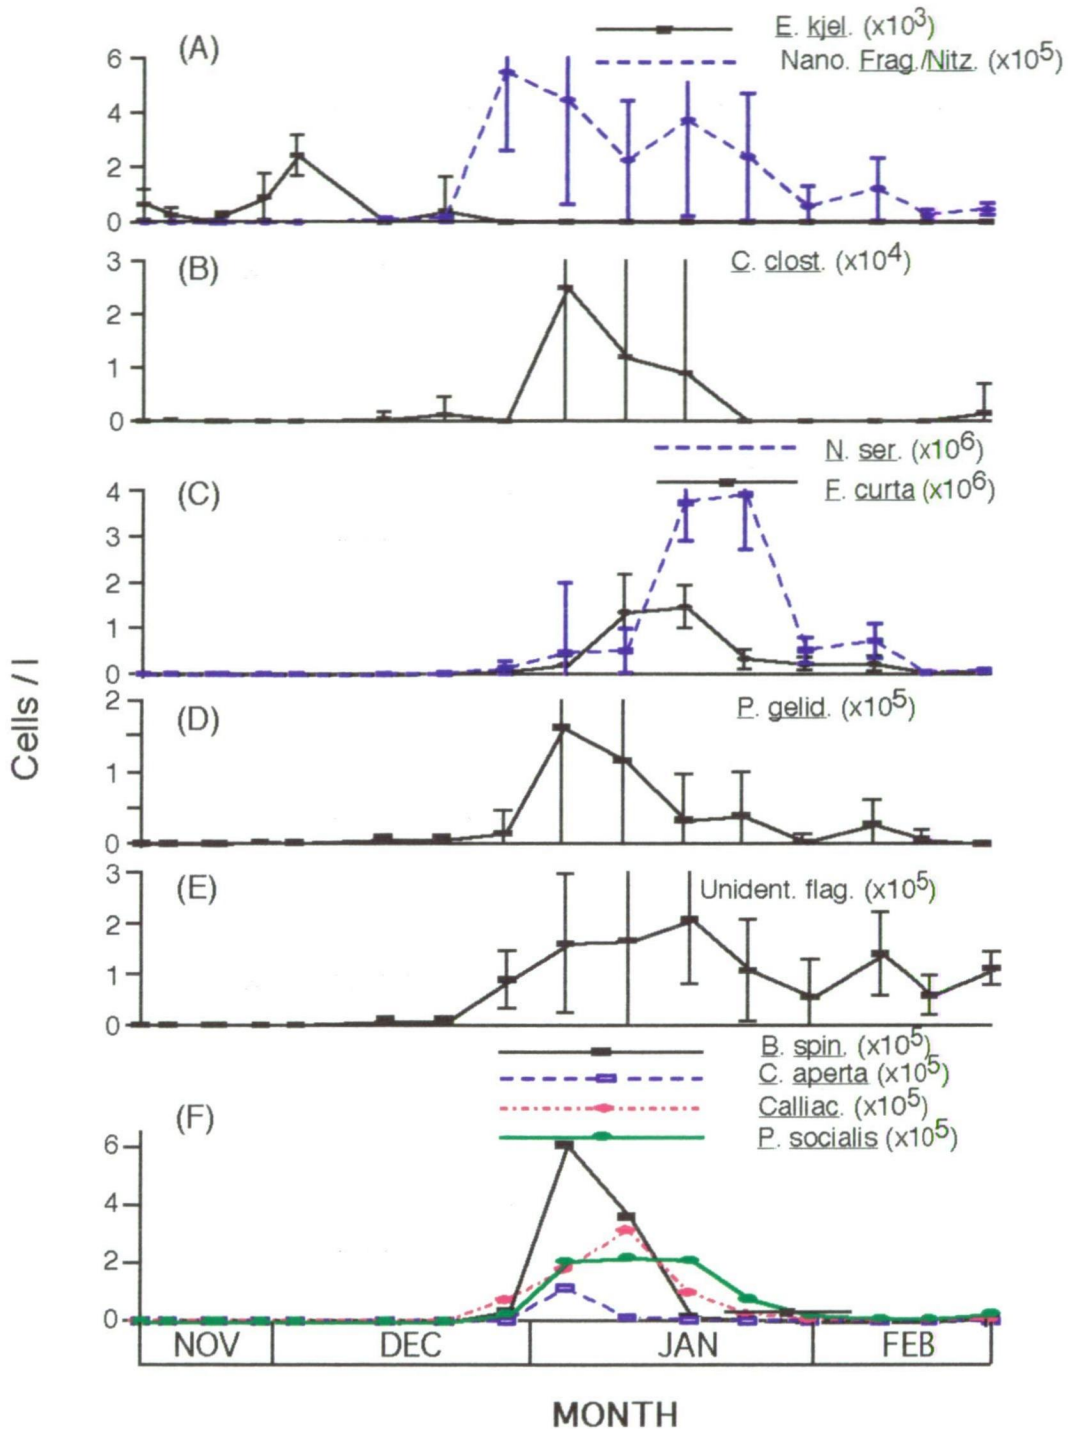 E. kjel. (x10³)
Nano. Frag./Nitz. (x10⁵)
(A)
6
4
2
0
(B)
C. clost. (x10⁴)
3
2
1
0
N. ser. (x10⁶)
F. curta (x10⁶)
(C)
4
3
2
1
0
(D)
P. gelid. (x10⁵)
2
1
0
(E)
Unident. flag. (x10⁵)
3
2
1
0
B. spin. (x10⁵)
C. aperta (x10⁵)
Calliac. (x10⁵)
P. socialis (x10⁵)
(F)
6
4
2
0
Cells / l
NOV DEC JAN FEB
MONTH